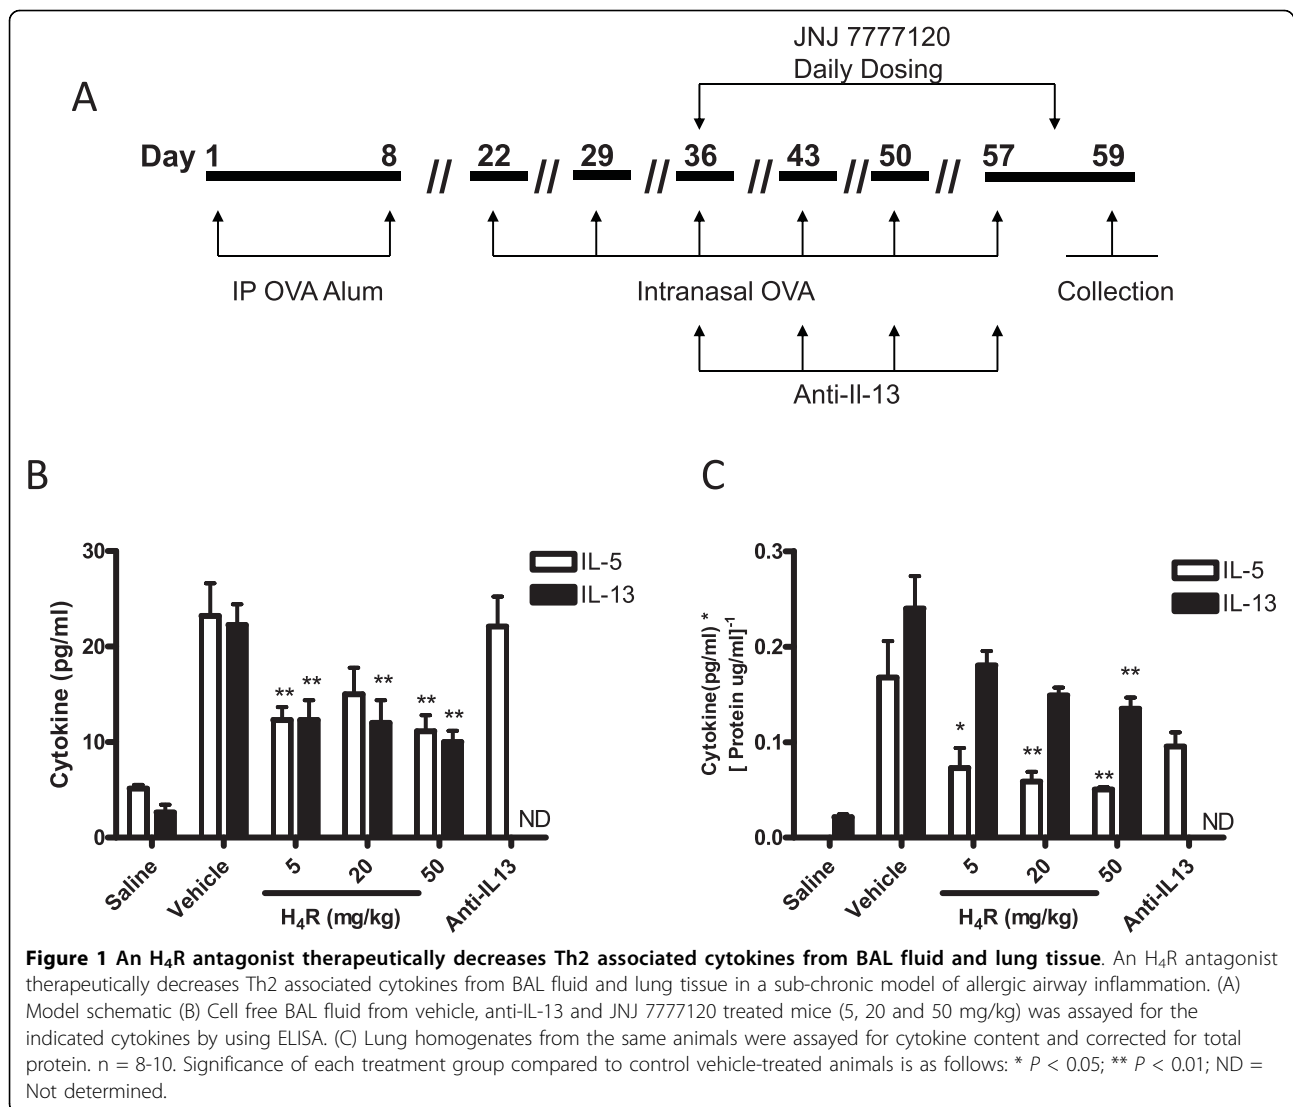 JNJ 7777120
Daily Dosing
A
Day 1 8 // 22 // 29 // 36 // 43 // 50 // 57 59
IP OVA Alum Intranasal OVA Collection
Anti-Il-13
B
30
20
10
0
Cytokine (pg/ml)
IL-5
IL-13
** ** ** ** **
ND
Saline Vehicle 5 20 50 Anti-IL13
H₄R (mg/kg)
C
0.3
0.2
0.1
0.0
Cytokine(pg/ml) *
[ Protein ug/ml]⁻¹
IL-5
IL-13
* ** ** **
ND
Saline Vehicle 5 20 50 Anti-IL13
H₄R (mg/kg)
Figure 1 An H₄R antagonist therapeutically decreases Th2 associated cytokines from BAL fluid and lung tissue. An H₄R antagonist
therapeutically decreases Th2 associated cytokines from BAL fluid and lung tissue in a sub-chronic model of allergic airway inflammation. (A)
Model schematic (B) Cell free BAL fluid from vehicle, anti-IL-13 and JNJ 7777120 treated mice (5, 20 and 50 mg/kg) was assayed for the
indicated cytokines by using ELISA. (C) Lung homogenates from the same animals were assayed for cytokine content and corrected for total
protein. n = 8-10. Significance of each treatment group compared to control vehicle-treated animals is as follows: * P < 0.05; ** P < 0.01; ND =
Not determined.